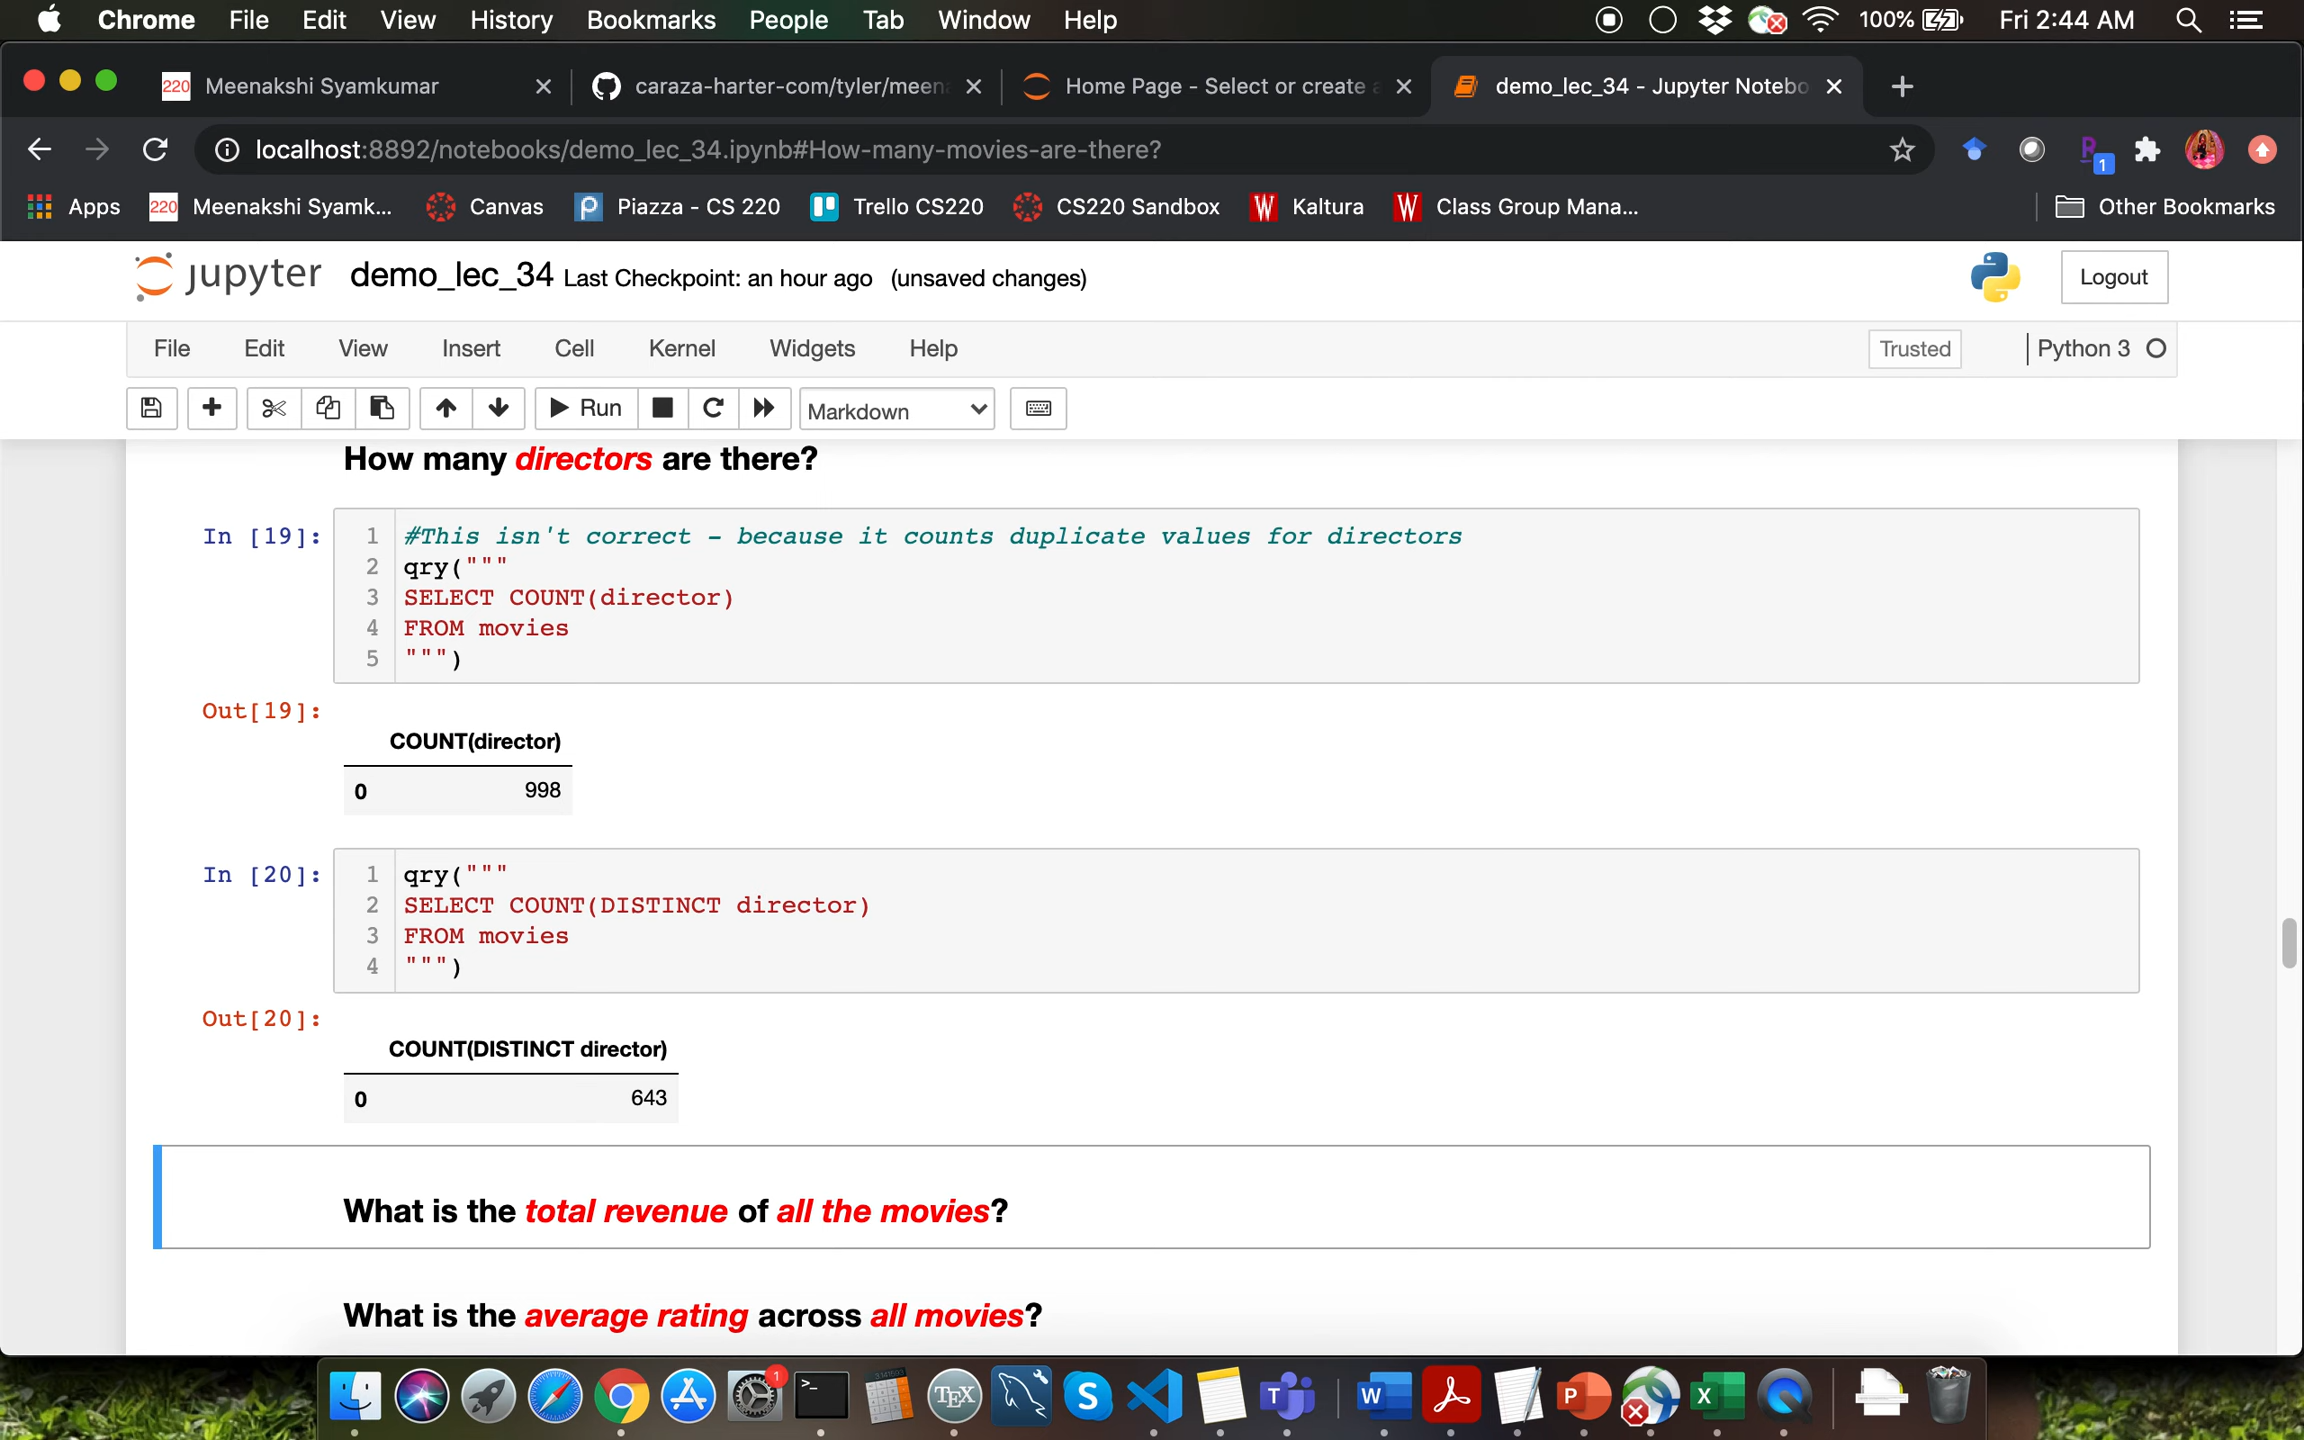 Chrome File Edit View History Bookmarks People Tab Window Help 100% Fri 2:44 AM
220 Meenakshi Syamkumar caraza-harter-com/tyler/meen Home Page - Select or create a demo_lec_34 - Jupyter Notebo
localhost:8892/notebooks/demo_lec_34.ipynb#How-many-movies-are-there? 1
Apps 220 Meenakshi Syamk... Canvas Piazza - CS 220 Trello CS220 CS220 Sandbox Kaltura Class Group Mana... Other Bookmarks
jupyter demo_lec_34 Last Checkpoint: an hour ago (unsaved changes) Logout
File Edit View Insert Cell Kernel Widgets Help Trusted Python 3
Run Markdown
How many directors are there?
In [19]: 1 #This isn't correct - because it counts duplicate values for directors
2 qry("""
3 SELECT COUNT(director)
4 FROM movies
5 """)
Out[19]:
COUNT(director)
0 998
In [20]: 1 qry("""
2 SELECT COUNT(DISTINCT director)
3 FROM movies
4 """)
Out[20]:
COUNT(DISTINCT director)
0 643
What is the total revenue of all the movies?
What is the average rating across all movies?
1 TEX S T W P X